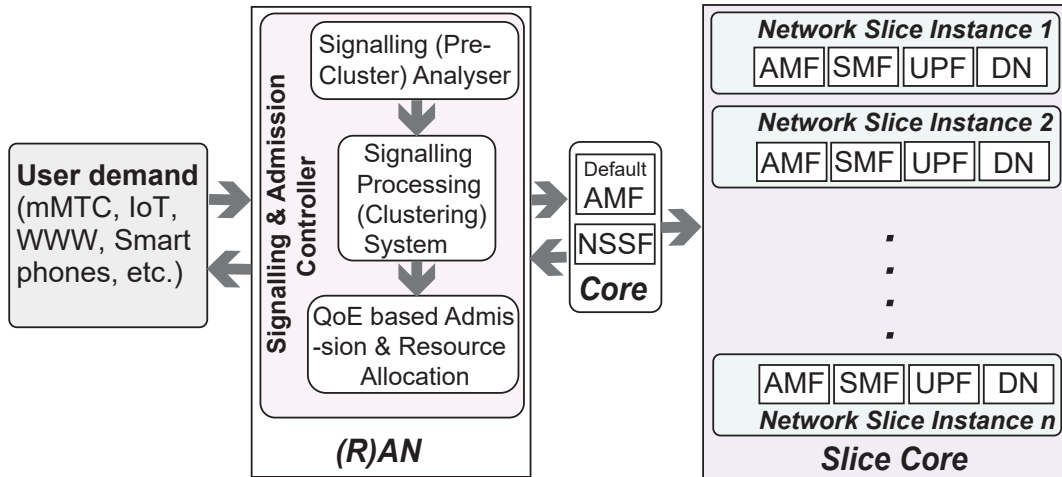 User demand
(mMTC, IoT,
WWW, Smart
phones, etc.)
Signalling & Admission
Controller
Signalling (Pre-
Cluster) Analyser
Signalling
Processing
(Clustering)
System
QoE based Admis
-sion & Resource
Allocation
(R)AN
Default
AMF
NSSF
Core
Network Slice Instance 1
AMF SMF UPF DN
Network Slice Instance 2
AMF SMF UPF DN
.
.
.
.
AMF SMF UPF DN
Network Slice Instance n
Slice Core